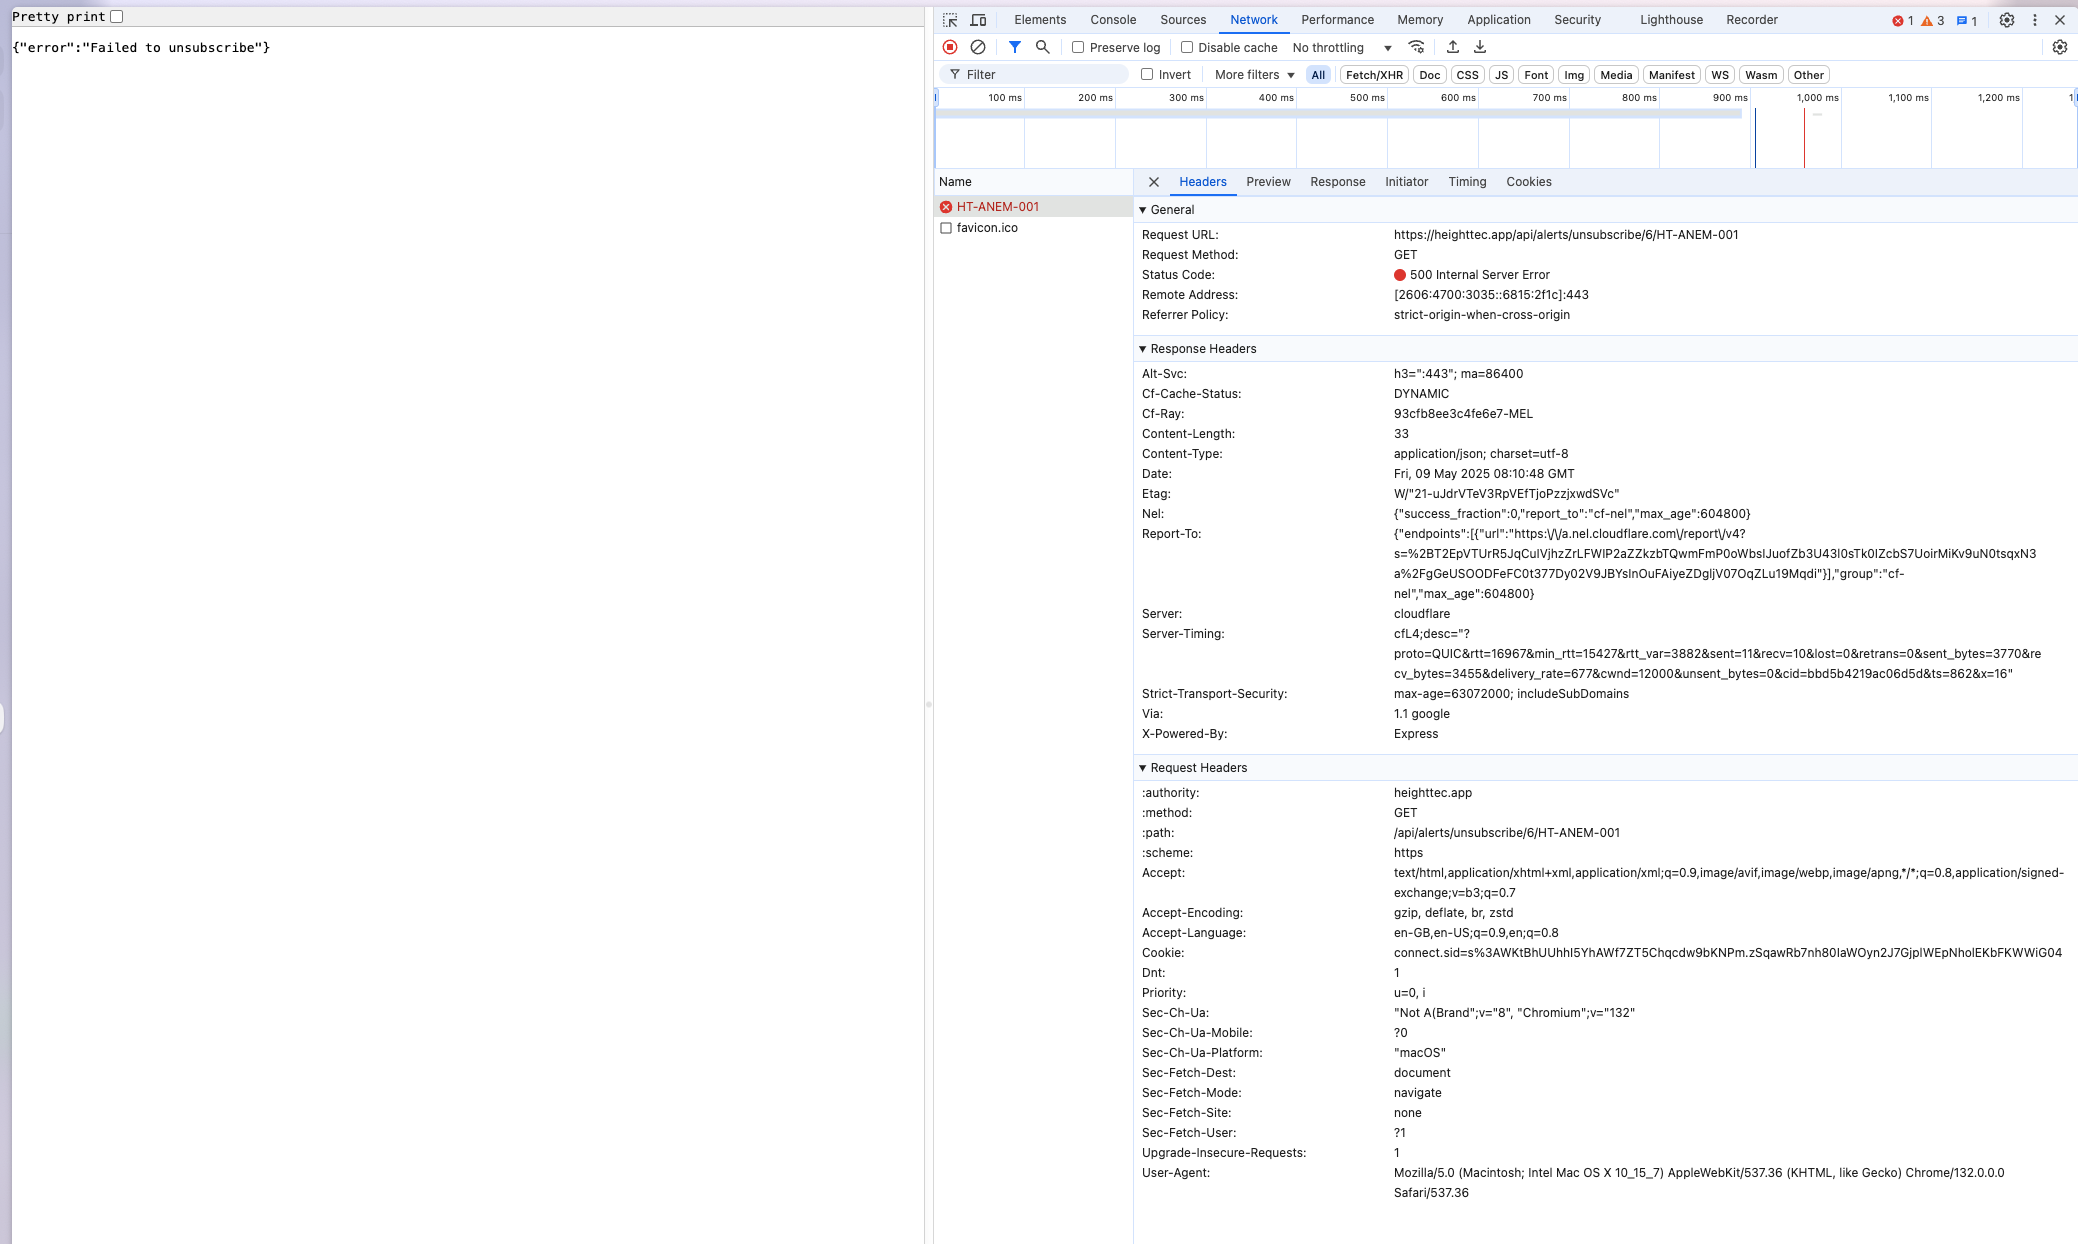 Pretty print
{"error":"Failed to unsubscribe"}
Elements Console Sources Network Performance Memory Application Security Lighthouse Recorder 1 3 1
Preserve log Disable cache No throttling
Filter Invert More filters All Fetch/XHR Doc CSS JS Font Img Media Manifest WS Wasm Other
100 ms 200 ms 300 ms 400 ms 500 ms 600 ms 700 ms 800 ms 900 ms 1,000 ms 1,100 ms 1,200 ms
Name
HT-ANEM-001
favicon.ico
Headers Preview Response Initiator Timing Cookies
General
Request URL: https://heighttec.app/api/alerts/unsubscribe/6/HT-ANEM-001
Request Method: GET
Status Code: 500 Internal Server Error
Remote Address: [2606:4700:3035::6815:2f1c]:443
Referrer Policy: strict-origin-when-cross-origin
Response Headers
Alt-Svc: h3=":443"; ma=86400
Cf-Cache-Status: DYNAMIC
Cf-Ray: 93cfb8ee3c4fe6e7-MEL
Content-Length: 33
Content-Type: application/json; charset=utf-8
Date: Fri, 09 May 2025 08:10:48 GMT
Etag: W/"21-uJdrVTeV3RpVEfTjoPzzjxwdSVc"
Nel: {"success_fraction":0,"report_to":"cf-nel","max_age":604800}
Report-To: {"endpoints":[{"url":"https:\/\/a.nel.cloudflare.com\/report\/v4?
nel","max_age":604800}
Server: cloudflare
Server-Timing: cfL4;desc="?
proto=QUIC&rtt=16967&min_rtt=15427&rtt_var=3882&sent=11&recv=10&lost=0&retrans=0&sent_bytes=3770&re
cv_bytes=3455&delivery_rate=677&cwnd=12000&unsent_bytes=0&cid=bbd5b4219ac06d5d&ts=862&x=16"
Strict-Transport-Security: max-age=63072000; includeSubDomains
Via: 1.1 google
X-Powered-By: Express
Request Headers
:authority: heighttec.app
:method: GET
:path: /api/alerts/unsubscribe/6/HT-ANEM-001
:scheme: https
Accept: text/html,application/xhtml+xml,application/xml;q=0.9,image/avif,image/webp,image/apng,*/*;q=0.8,application/signed-
exchange;v=b3;q=0.7
Accept-Encoding: gzip, deflate, br, zstd
Accept-Language: en-GB,en-US;q=0.9,en;q=0.8
Cookie:
Dnt: 1
Priority: u=0, i
Sec-Ch-Ua: "Not A(Brand";v="8", "Chromium";v="132"
Sec-Ch-Ua-Mobile: ?0
Sec-Ch-Ua-Platform: "macOS"
Sec-Fetch-Dest: document
Sec-Fetch-Mode: navigate
Sec-Fetch-Site: none
Sec-Fetch-User: ?1
Upgrade-Insecure-Requests: 1
User-Agent: Mozilla/5.0 (Macintosh; Intel Mac OS X 10_15_7) AppleWebKit/537.36 (KHTML, like Gecko) Chrome/132.0.0.0
Safari/537.36